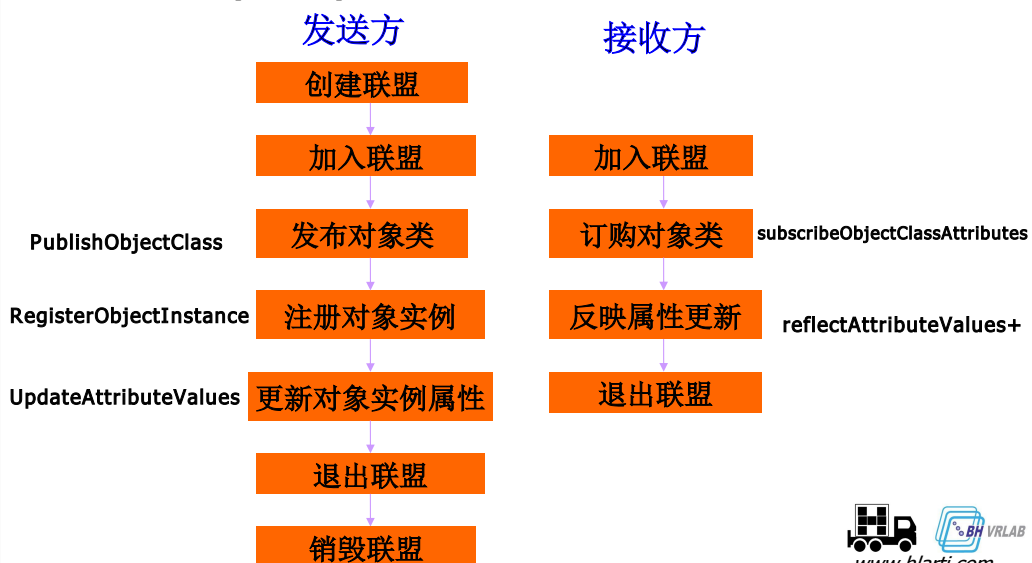 发送方
接收方
创建联盟
加入联盟
加入联盟
PublishObjectClass
发布对象类
订购对象类
subscribeObjectClassAttributes
RegisterObjectInstance
注册对象实例
反映属性更新
reflectAttributeValues+
UpdateAttributeValues
更新对象实例属性
退出联盟
退出联盟
销毁联盟
BH VRLAB